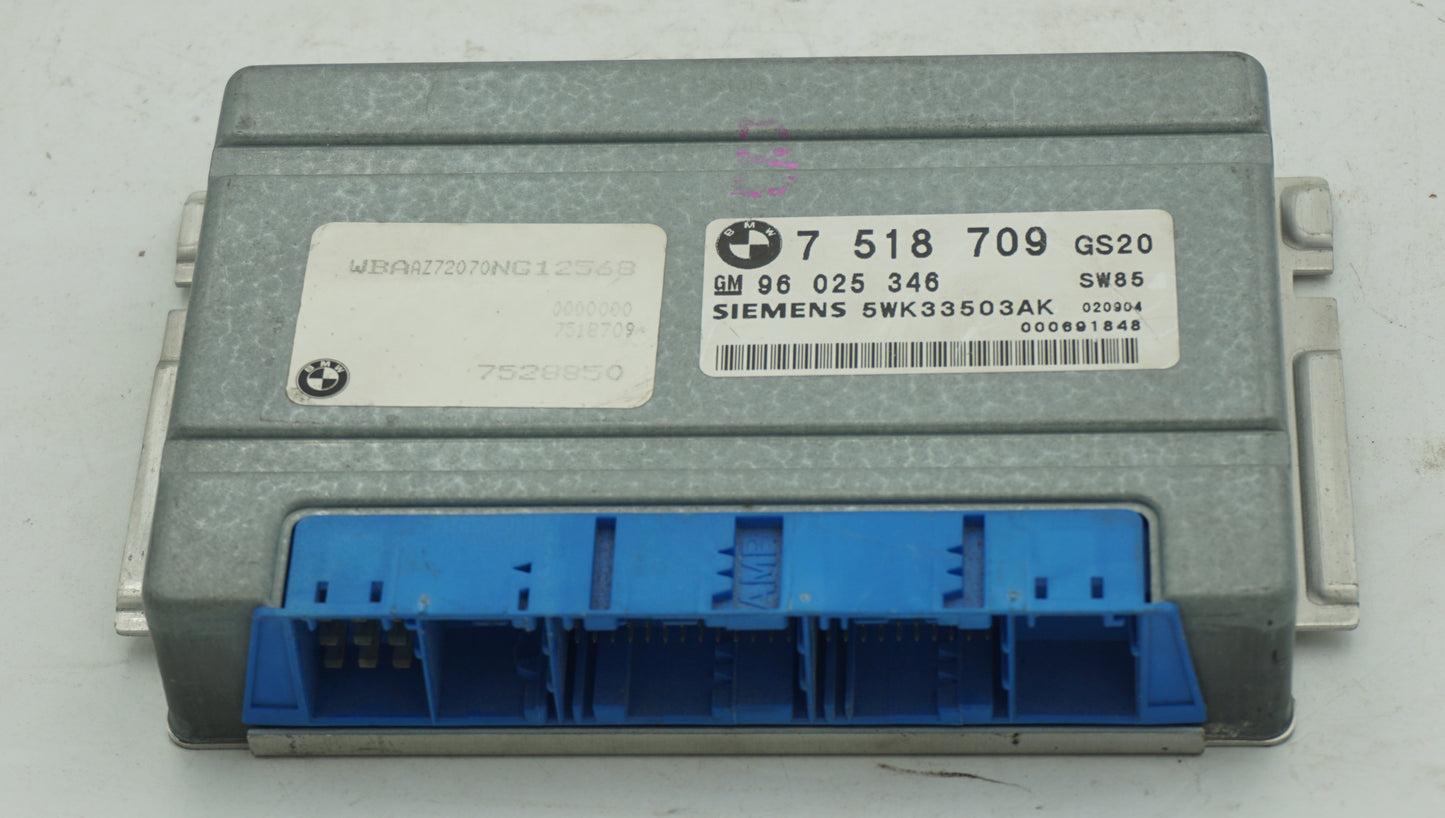 WBAAZ72070NG12568
0000000
7518709
7528850
BMW
BMW
7 518 709 GS20
GM 96 025 346 SW85
SIEMENS 5WK33503AK 020904
000691848
AMP